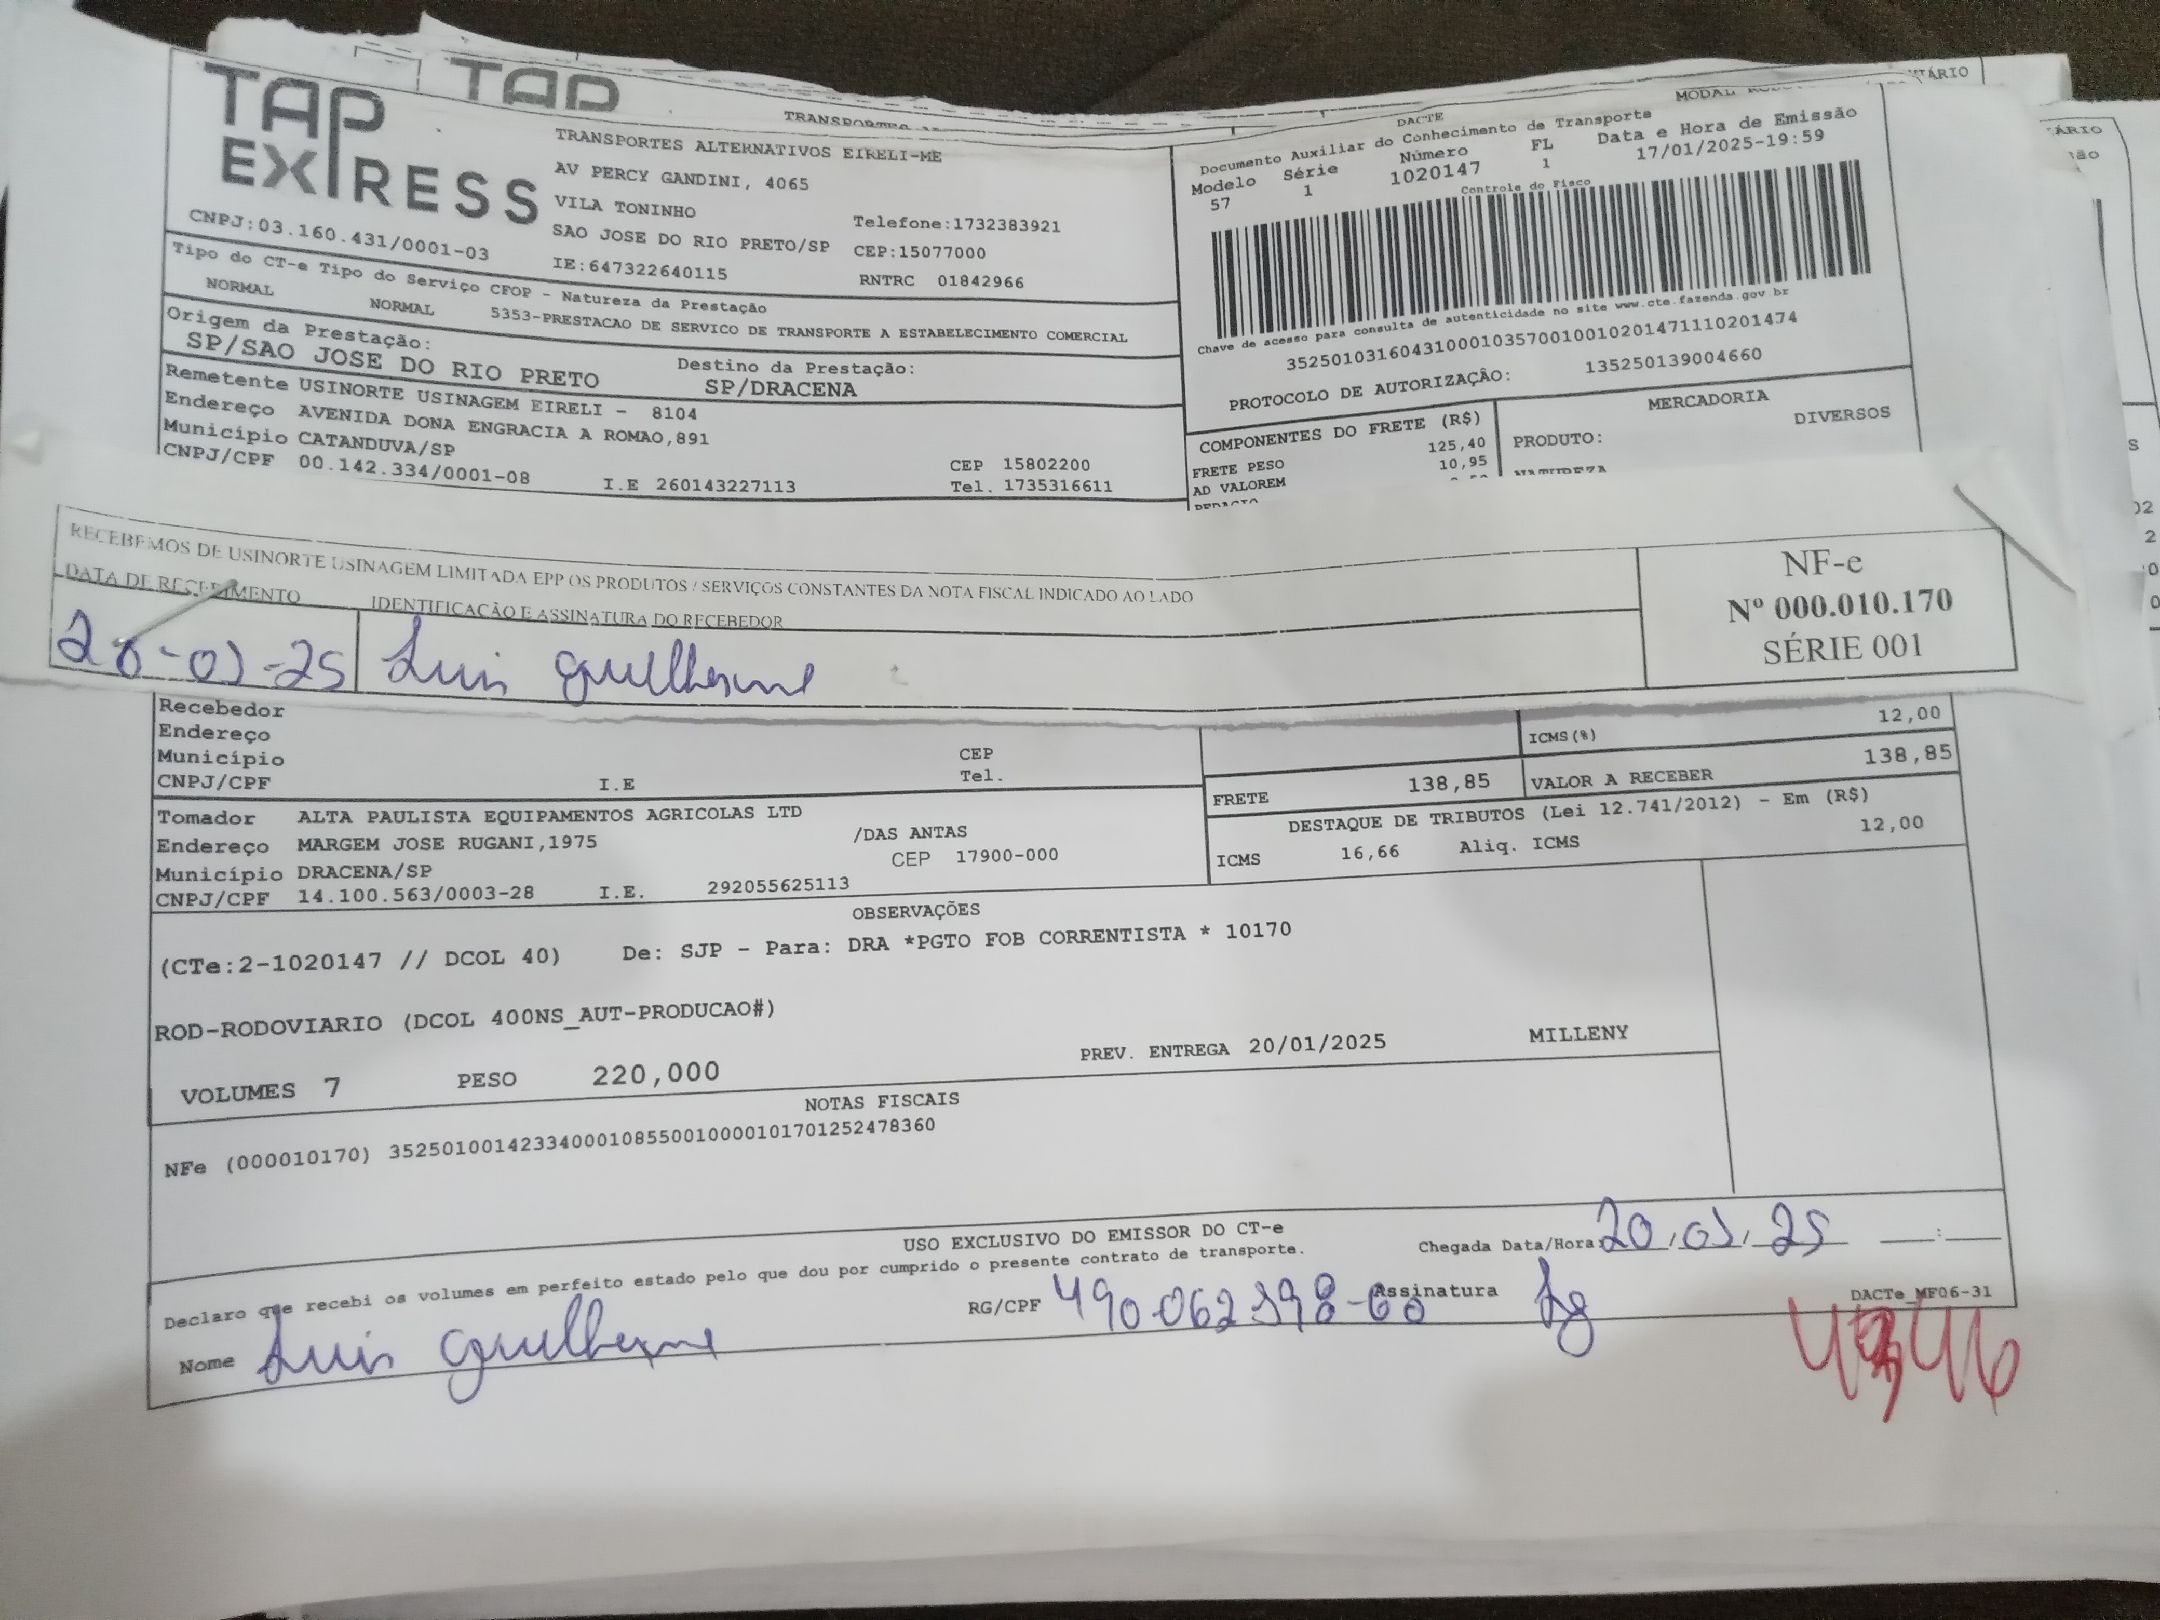 TAP
TRANSPORTES
TAP EXPRESS
TRANSPORTES ALTERNATIVOS EIRELI-ME
AV PERCY GANDINI, 4065
VILA TONINHO
SAO JOSE DO RIO PRETO/SP
Telefone:1732383921
CEP:15077000
CNPJ:03.160.431/0001-03
IE:647322640115
RNTRC 01842966
DACTE
Documento Auxiliar do Conhecimento de Transporte
Modelo Série Número FL Data e Hora de Emissão
57 1 1020147 1 17/01/2025-19:59
Controle do Fisco
Chave de acesso para consulta de autenticidade no site www.cte.fazenda.gov br
35250103160431000103570010010201471110201474
PROTOCOLO DE AUTORIZAÇÃO: 135250139004660
Tipo do CT-e Tipo do Serviço CFOP - Natureza da Prestação
NORMAL NORMAL 5353-PRESTACAO DE SERVICO DE TRANSPORTE A ESTABELECIMENTO COMERCIAL
Origem da Prestação: Destino da Prestação:
SP/SAO JOSE DO RIO PRETO SP/DRACENA
Remetente USINORTE USINAGEM EIRELI - 8104
Endereço AVENIDA DONA ENGRACIA A ROMAO,891
Município CATANDUVA/SP CEP 15802200
CNPJ/CPF 00.142.334/0001-08 I.E 260143227113 Tel. 1735316611
COMPONENTES DO FRETE (R$)
FRETE PESO 125,40
AD VALOREM 10,95
MERCADORIA
PRODUTO: DIVERSOS
RECEBEMOS DE USINORTE USINAGEM LIMITADA EPP OS PRODUTOS / SERVIÇOS CONSTANTES DA NOTA FISCAL INDICADO AO LADO
DATA DE RECEBIMENTO IDENTIFICAÇÃO E ASSINATURA DO RECEBEDOR
20-01-25 Luis Guilherme
NF-e
Nº 000.010.170
SÉRIE 001
Recebedor
Endereço
Município CEP
CNPJ/CPF I.E Tel.
ICMS(%) 12,00
FRETE 138,85 VALOR A RECEBER 138,85
Tomador ALTA PAULISTA EQUIPAMENTOS AGRICOLAS LTD
Endereço MARGEM JOSE RUGANI,1975 /DAS ANTAS
Município DRACENA/SP CEP 17900-000
CNPJ/CPF 14.100.563/0003-28 I.E. 292055625113
DESTAQUE DE TRIBUTOS (Lei 12.741/2012) - Em (R$)
ICMS 16,66 Aliq. ICMS 12,00
OBSERVAÇÕES
(CTe:2-1020147 // DCOL 40) De: SJP - Para: DRA *PGTO FOB CORRENTISTA * 10170
ROD-RODOVIARIO (DCOL 400NS_AUT-PRODUCAO#)
VOLUMES 7 PESO 220,000 PREV. ENTREGA 20/01/2025 MILLENY
NOTAS FISCAIS
NFe (000010170) 35250100142334000108550010000101701252478360
USO EXCLUSIVO DO EMISSOR DO CT-e
Declaro que recebi os volumes em perfeito estado pelo que dou por cumprido o presente contrato de transporte.
Chegada Data/Hora: 20/01/25 __:__
Nome Luis Guilherme RG/CPF 490.062398-60 Assinatura Lg
DACTe_MF06-31